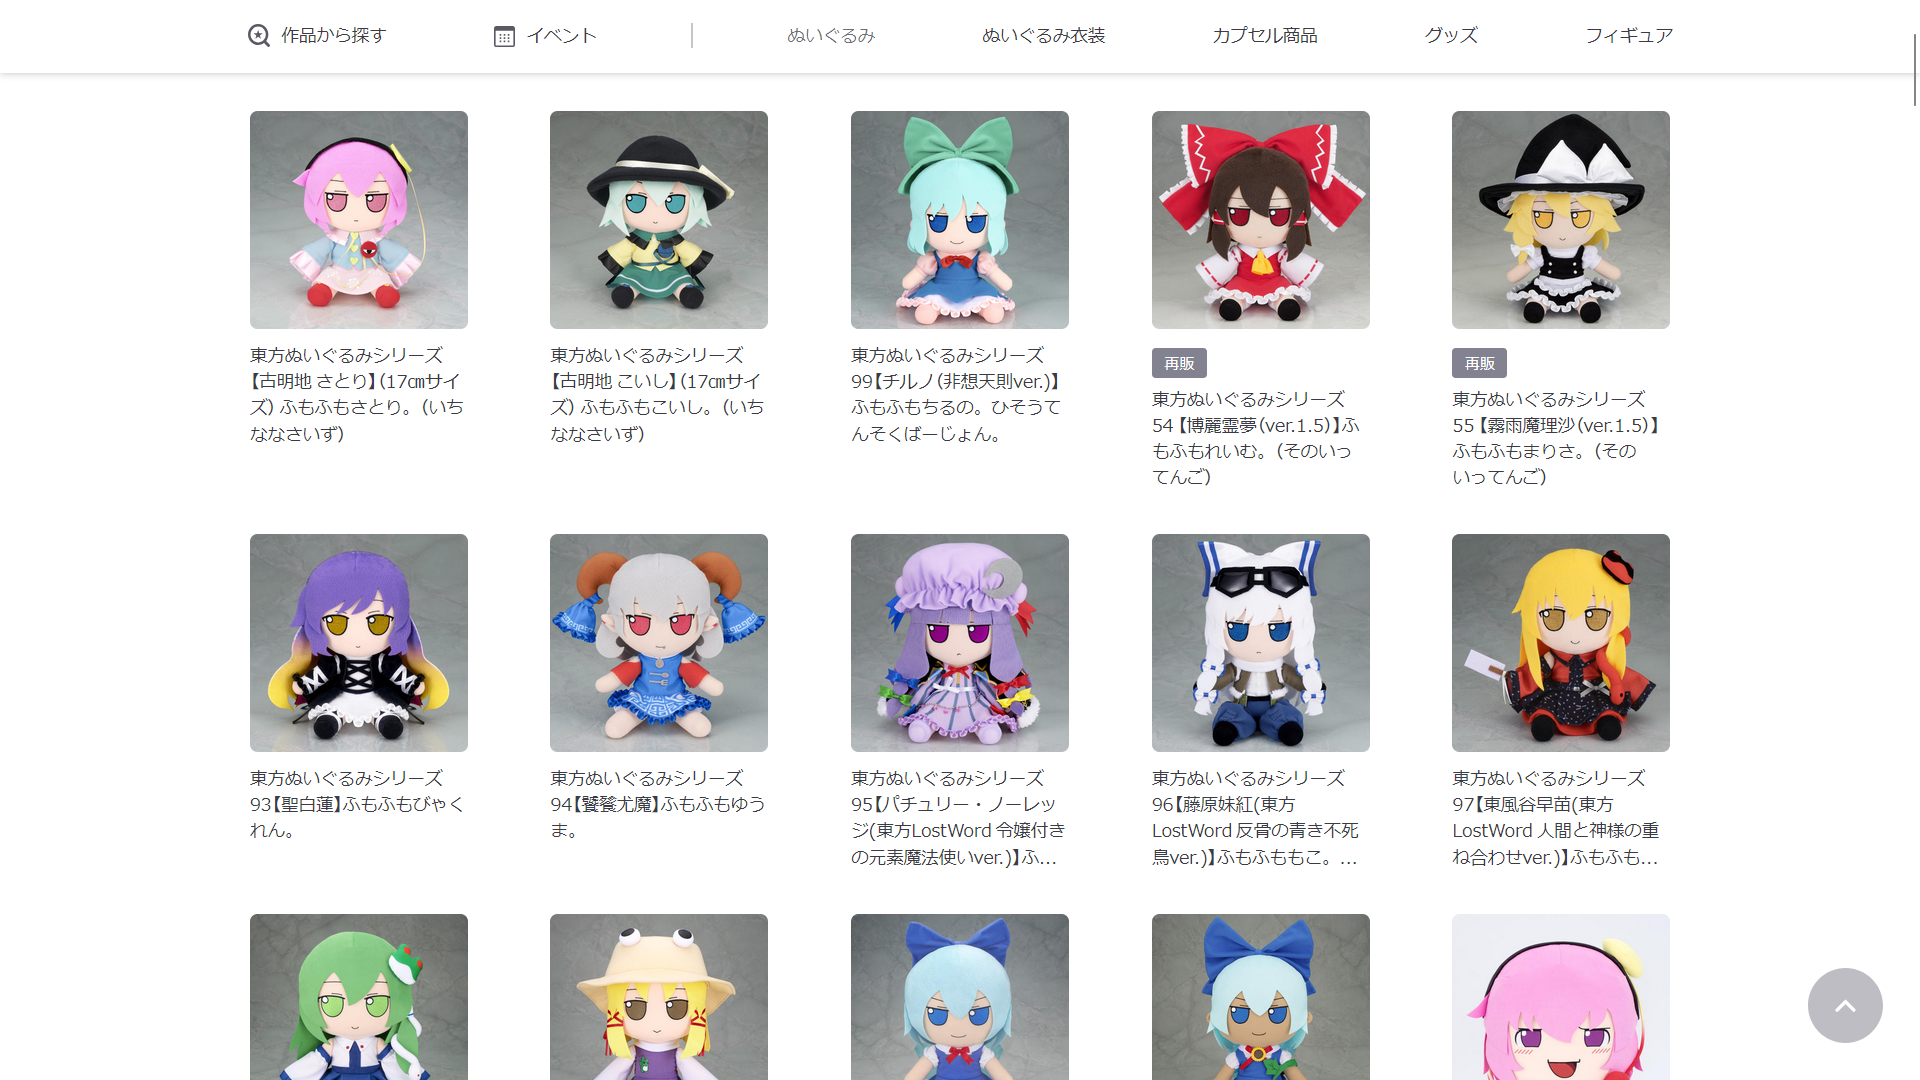 作品から探す
イベント
ぬいぐるみ
ぬいぐるみ衣装
カプセル商品
グッズ
フィギュア
東方ぬいぐるみシリーズ
【古明地 さとり】（17㎝サイ
ズ） ふもふもさとり。（いち
ななさいず）
東方ぬいぐるみシリーズ
【古明地 こいし】（17㎝サイ
ズ） ふもふもこいし。（いち
ななさいず）
東方ぬいぐるみシリーズ
99【チルノ（非想天則ver.)】
ふもふもちるの。ひそうて
んそくばーじょん。
再販
東方ぬいぐるみシリーズ
54 【博麗霊夢（ver.1.5）】ふ
もふもれいむ。（そのいっ
てんご）
再販
東方ぬいぐるみシリーズ
55 【霧雨魔理沙（ver.1.5）】
ふもふもまりさ。（その
いってんご）
東方ぬいぐるみシリーズ
93【聖白蓮】ふもふもびゃく
れん。
東方ぬいぐるみシリーズ
94【饕餮尤魔】ふもふもゆう
ま。
東方ぬいぐるみシリーズ
95【パチュリー・ノーレッ
ジ(東方LostWord 令嬢付き
の元素魔法使いver.)】ふ...
東方ぬいぐるみシリーズ
96【藤原妹紅(東方
LostWord 反骨の青き不死
鳥ver.)】ふもふももこ。...
東方ぬいぐるみシリーズ
97【東風谷早苗(東方
LostWord 人間と神様の重
ね合わせver.)】ふもふも...